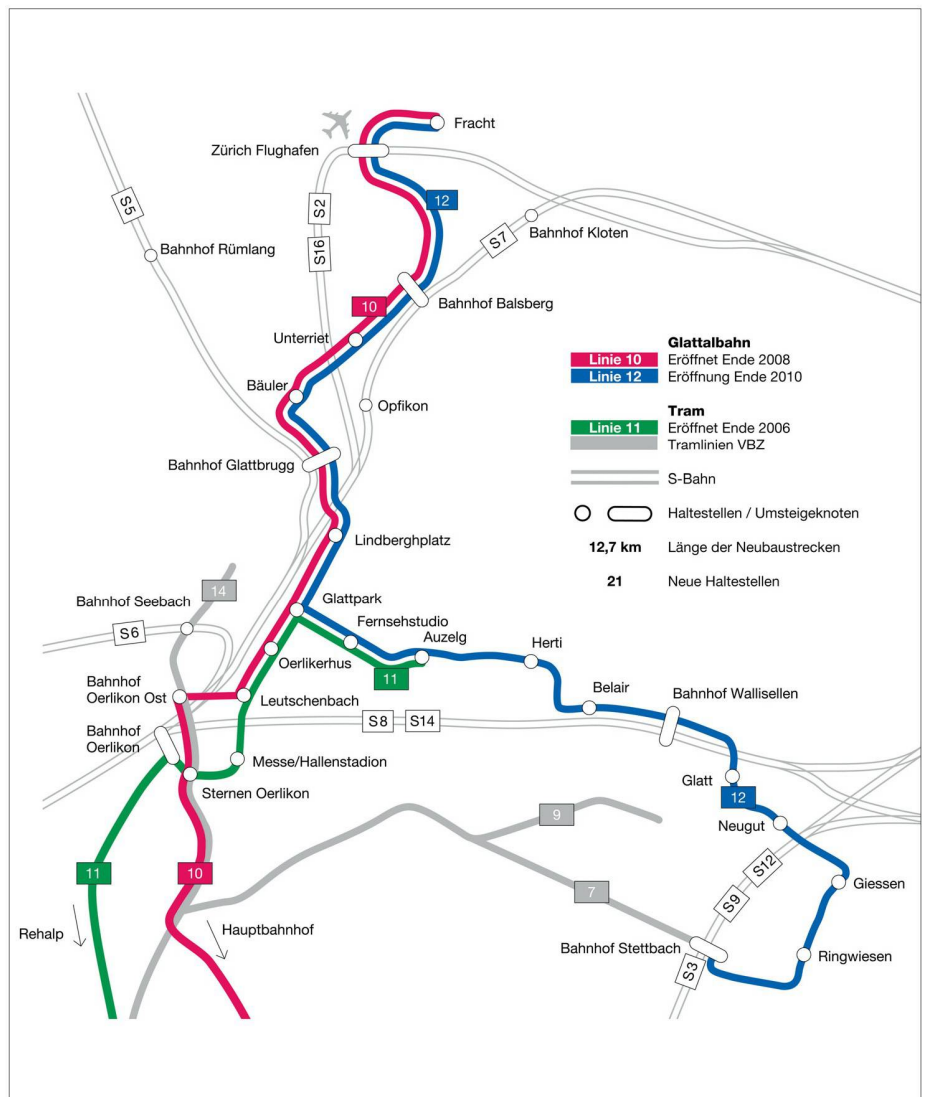 Fracht
Zürich Flughafen
12
S5
S2
S16
S7
Bahnhof Kloten
Bahnhof Rümlang
10
Bahnhof Balsberg
Unterriet
Glattalbahn
Linie 10 Eröffnet Ende 2008
Linie 12 Eröffnung Ende 2010
Bäuler
Opfikon
Tram
Linie 11 Eröffnet Ende 2006
Tramlinien VBZ
Bahnhof Glattbrugg
S-Bahn
Haltestellen / Umsteigeknoten
Lindberghplatz
12,7 km Länge der Neubaustrecken
21 Neue Haltestellen
14
Bahnhof Seebach
Glattpark
S6
Fernsehstudio
Auzelg
Herti
Oerlikerhus
11
Bahnhof
Oerlikon Ost
Leutschenbach
Belair
Bahnhof Wallisellen
Bahnhof
Oerlikon
S8
S14
Messe/Hallenstadion
Sternen Oerlikon
Glatt
12
Neugut
9
11
10
7
S12
S9
Giessen
Rehalp
Hauptbahnhof
Bahnhof Stettbach
Ringwiesen
S3